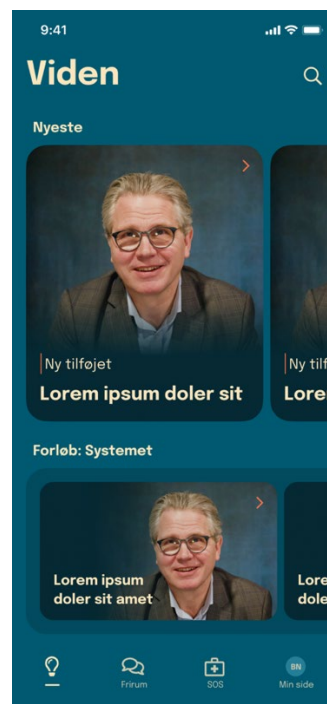 9:41
Viden
Nyeste
Ny tilføjet
Ny tilf
Lorem ipsum doler sit
Lore
Forløb: Systemet
Lorem ipsum
doler sit amet
Lore
dole
Frirum
SOS
BN
Min side